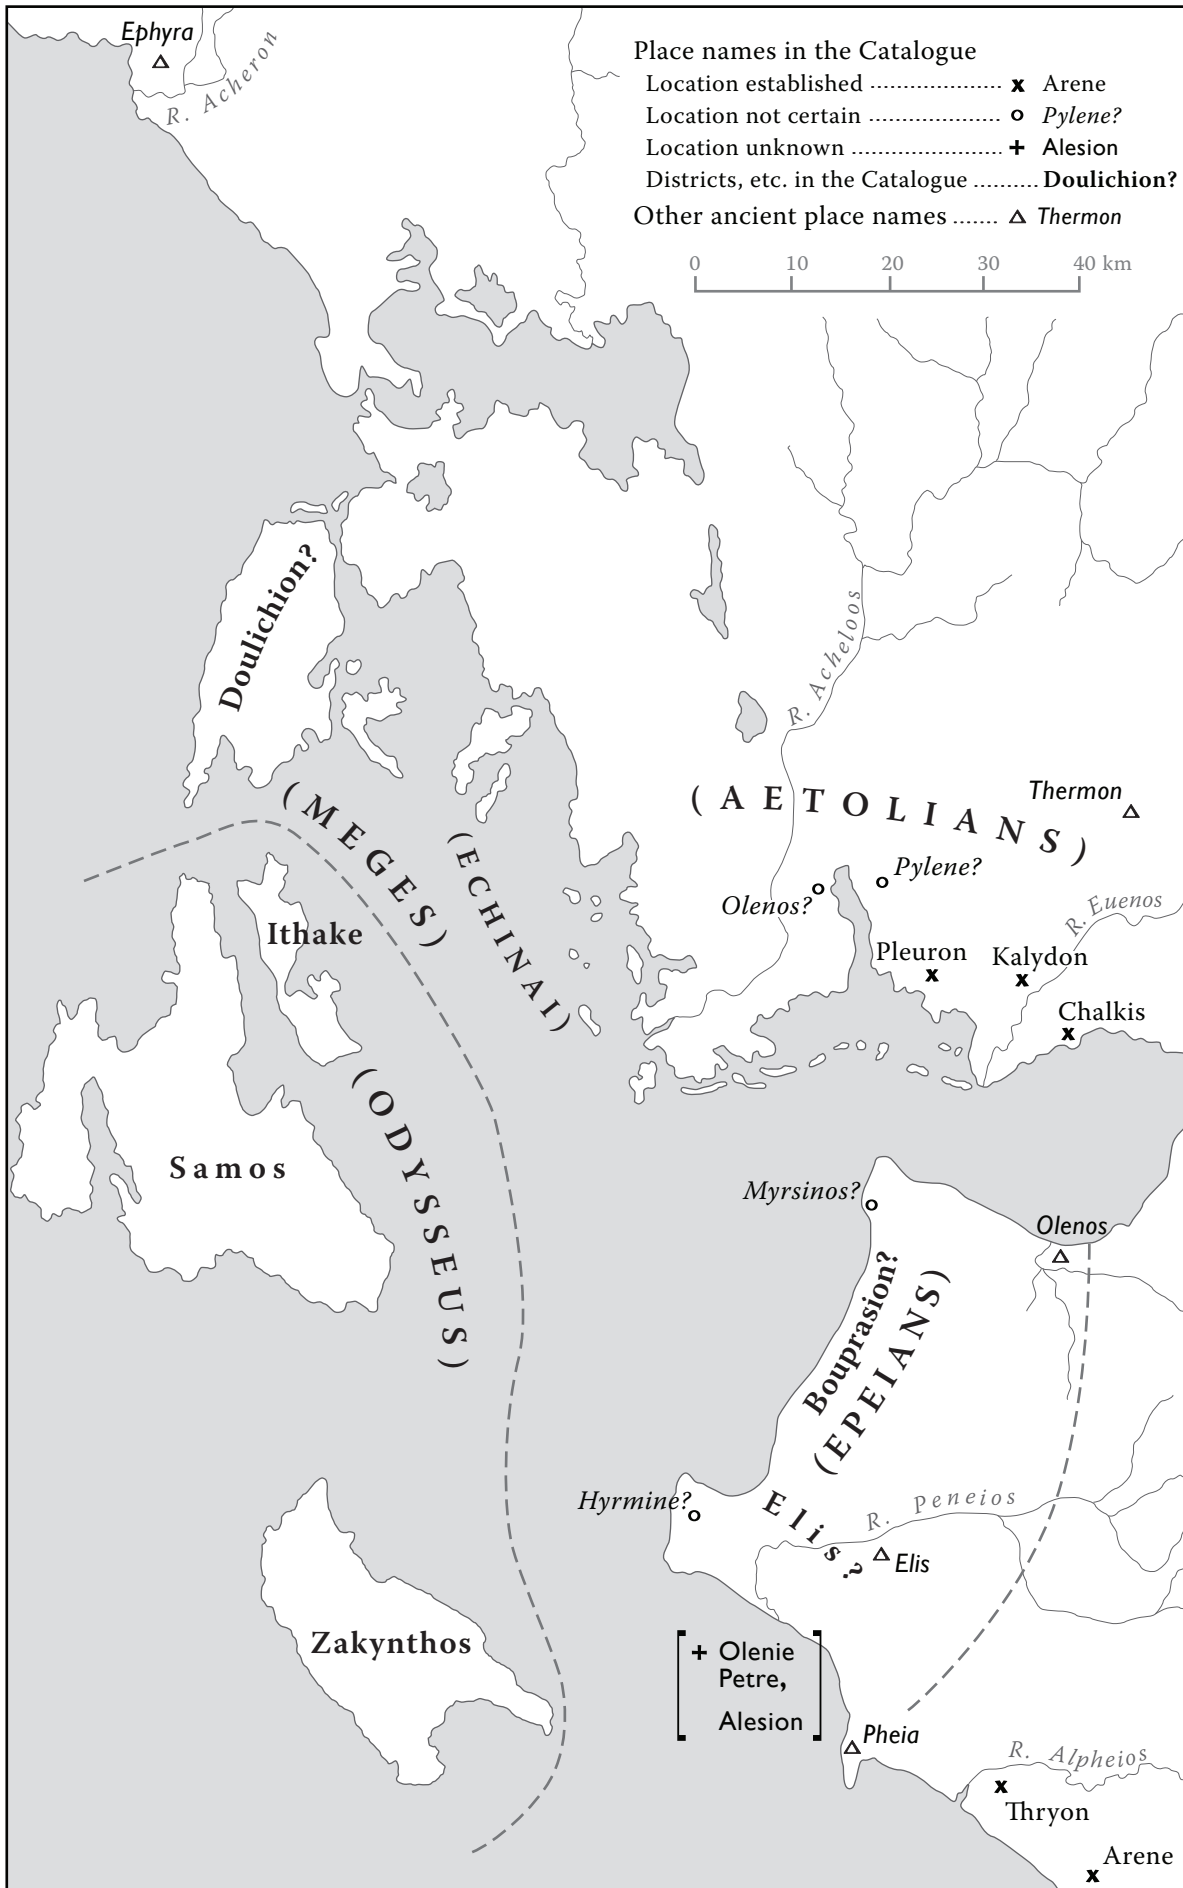 Ephyra
R. Acheron
Place names in the Catalogue
Location established ..................... x Arene
Location not certain ..................... o Pylene?
Location unknown ........................ + Alesion
Districts, etc. in the Catalogue .......... Doulichion?
Other ancient place names ....... △ Thermon
0 10 20 30 40 km
Doulichion?
R. Acheloos
(MEGES)
(ECHINAI)
(AETOLIANS)
Thermon
Pylene?
Olenos?
R. Euenos
Ithake
Pleuron
Kalydon
Chalkis
(ODYSSEUS)
Samos
Myrsinos?
Olenos
Bouprasion?
(EPEIANS)
Hyrmine?
Elis?
R. Peneios
Elis
Zakynthos
[+ Olenie
Petre,
Alesion]
Pheia
R. Alpheios
Thryon
Arene